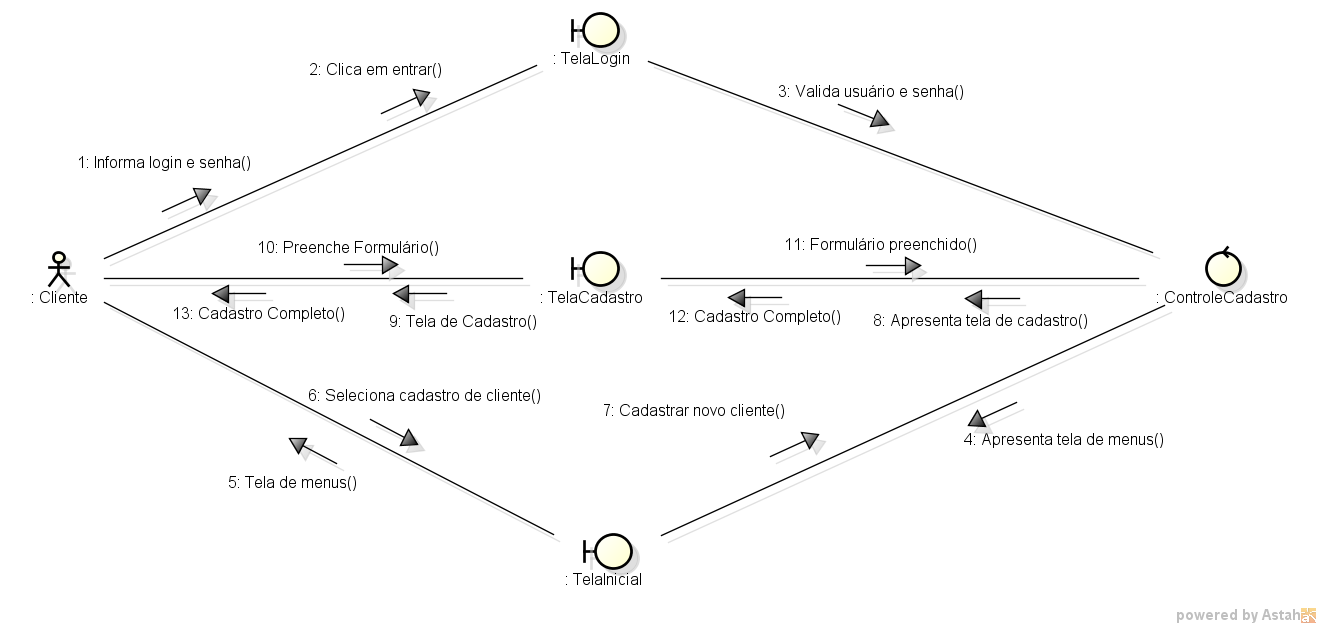 : TelaLogin
2: Clica em entrar()
3: Valida usuário e senha()
1: Informa login e senha()
10: Preenche Formulário()
11: Formulário preenchido()
: Cliente
: TelaCadastro
: ControleCadastro
13: Cadastro Completo()
9: Tela de Cadastro()
12: Cadastro Completo()
8: Apresenta tela de cadastro()
6: Seleciona cadastro de cliente()
7: Cadastrar novo cliente()
4: Apresenta tela de menus()
5: Tela de menus()
: TelaInicial
powered by Astah